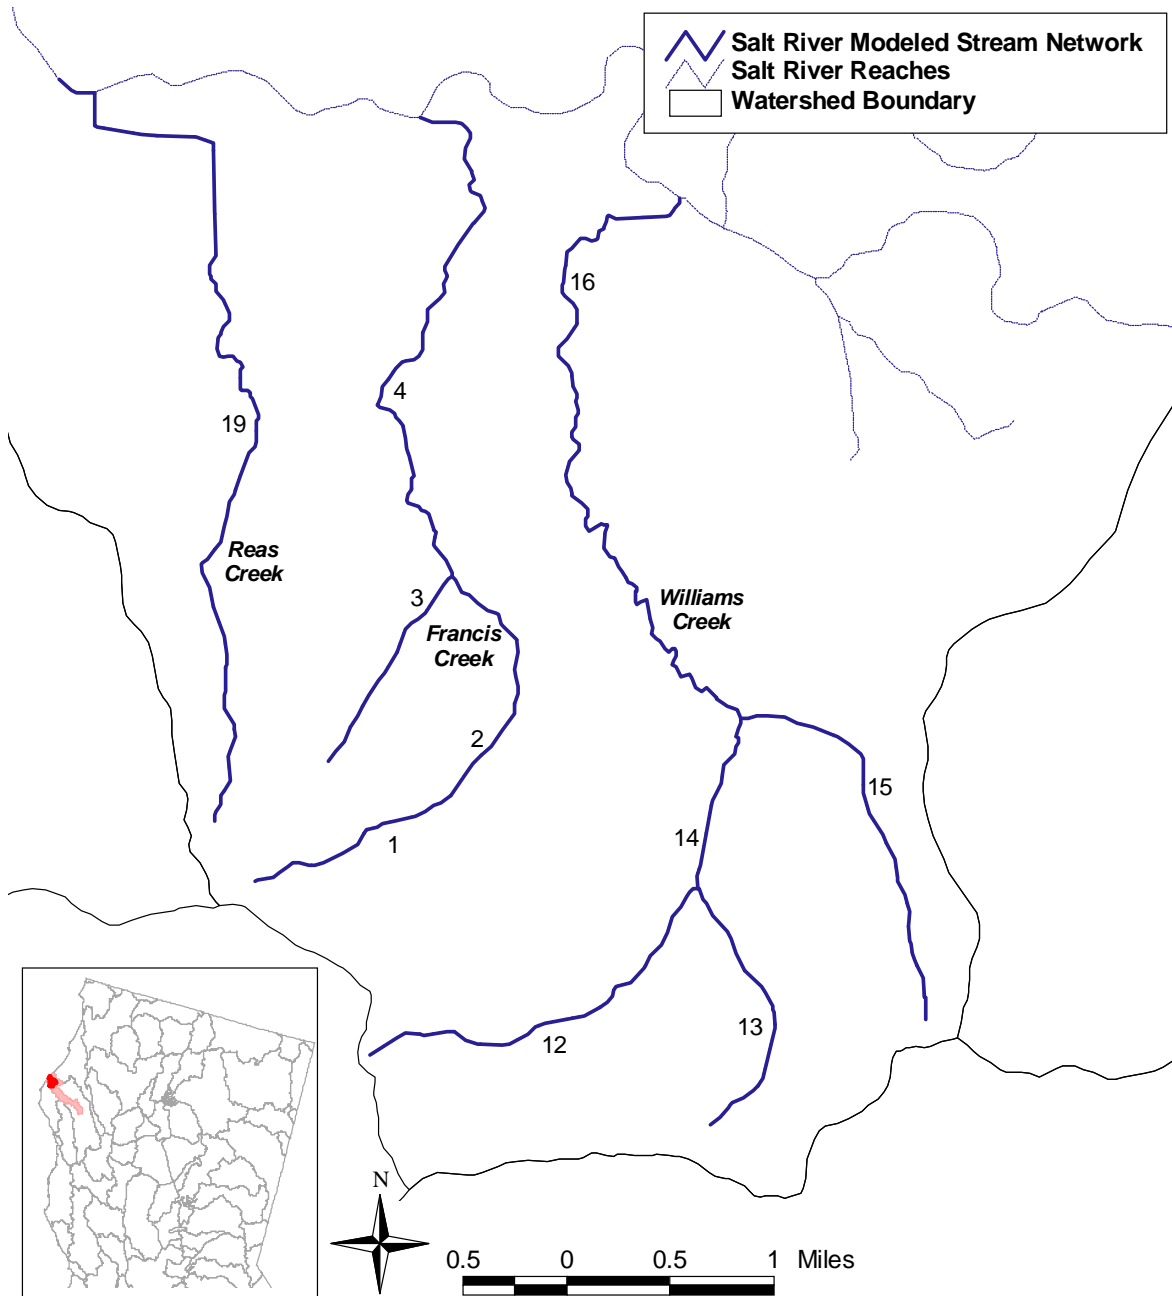 Salt River Modeled Stream Network
Salt River Reaches
Watershed Boundary
16
4
19
Reas
Creek
3
Francis
Creek
Williams
Creek
2
15
1
14
13
12
N
0.5 0 0.5 1 Miles